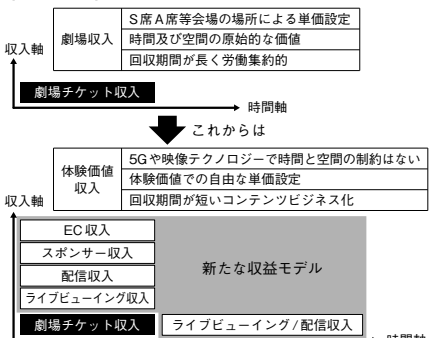 収入軸
劇場収入
S席A席等会場の場所による単価設定
時間及び空間の原始的な価値
回収期間が長く労働集約的
劇場チケット収入
時間軸
これからは
収入軸
体験価値
収入
5Gや映像テクノロジーで時間と空間の制約はない
体験価値での自由な単価設定
回収期間が短いコンテンツビジネス化
EC収入
スポンサー収入
配信収入
ライブビューイング収入
新たな収益モデル
劇場チケット収入
ライブビューイング/配信収入
時間軸